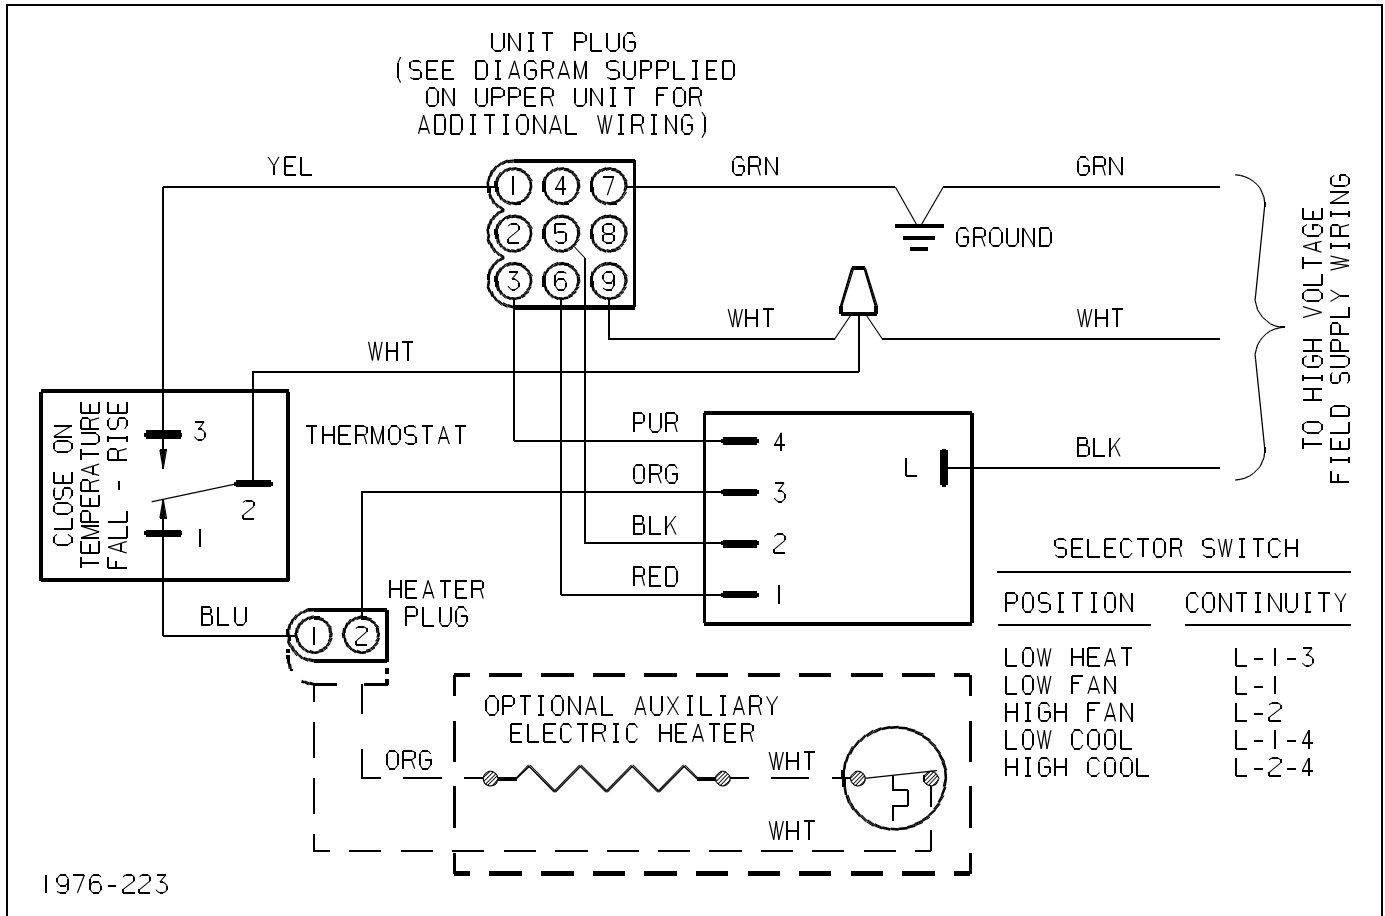 UNIT PLUG
(SEE DIAGRAM SUPPLIED
ON UPPER UNIT FOR
ADDITIONAL WIRING)
YEL
GRN
GRN
1 4 7
2 5 8
3 6 9
GROUND
WHT
WHT
WHT
TO HIGH VOLTAGE
FIELD SUPPLY WIRING
CLOSE ON
TEMPERATURE
FALL - RISE
3
2
1
THERMOSTAT
PUR
4
ORG
3
BLK
2
RED
1
L
BLK
BLU
HEATER
PLUG
1 2
SELECTOR SWITCH
POSITION CONTINUITY
LOW HEAT L-1-3
LOW FAN L-1
HIGH FAN L-2
LOW COOL L-1-4
HIGH COOL L-2-4
OPTIONAL AUXILIARY
ELECTRIC HEATER
ORG
WHT
WHT
1976-223